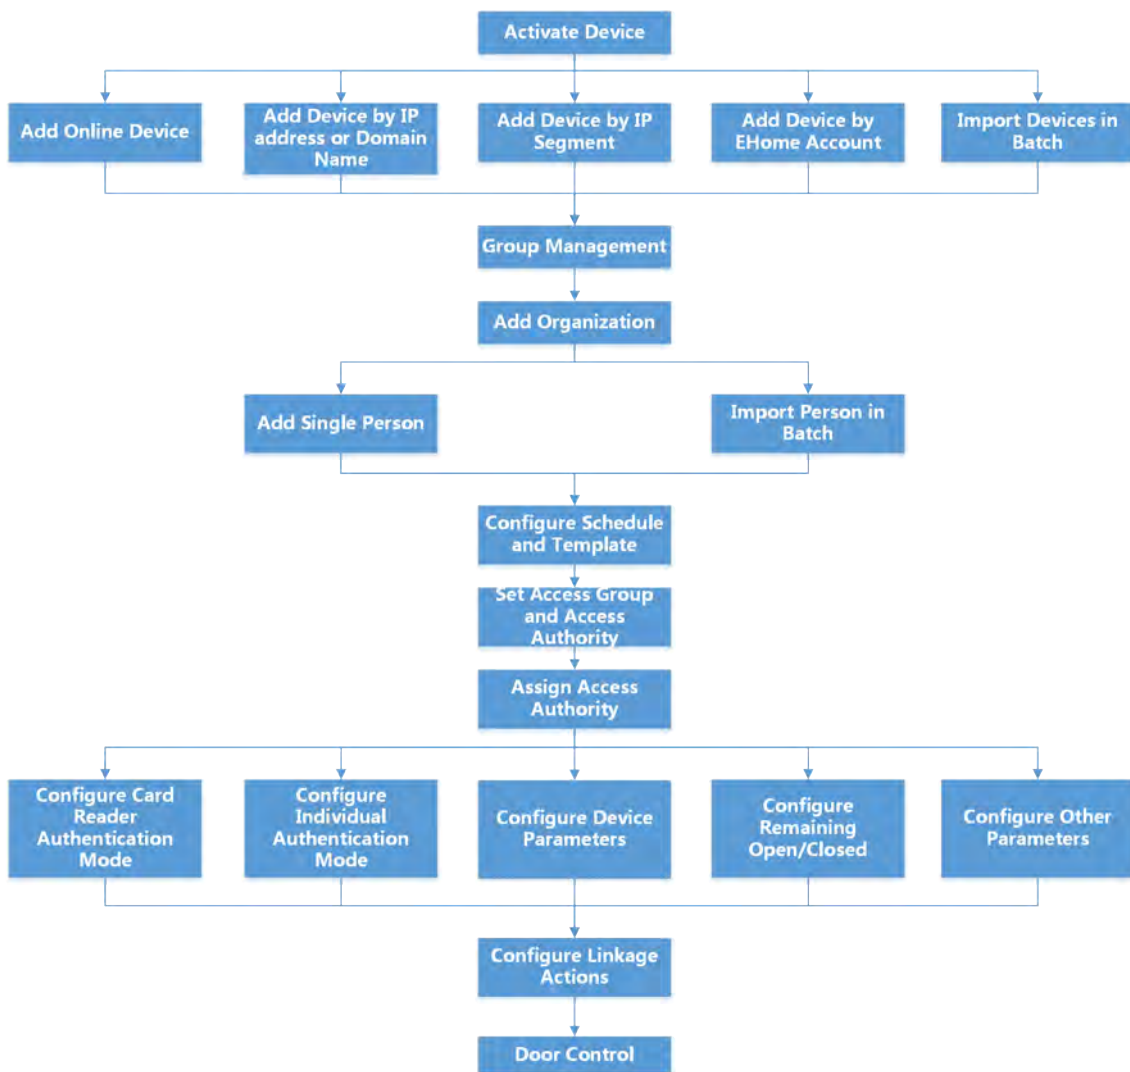 Activate Device
Add Online Device
Add Device by IP
address or Domain
Name
Add Device by IP
Segment
Add Device by
EHome Account
Import Devices in
Batch
Group Management
Add Organization
Add Single Person
Import Person in
Batch
Configure Schedule
and Template
Set Access Group
and Access
Authority
Assign Access
Authority
Configure Card
Reader
Authentication
Mode
Configure
Individual
Authentication
Mode
Configure Device
Parameters
Configure
Remaining
Open/Closed
Configure Other
Parameters
Configure Linkage
Actions
Door Control